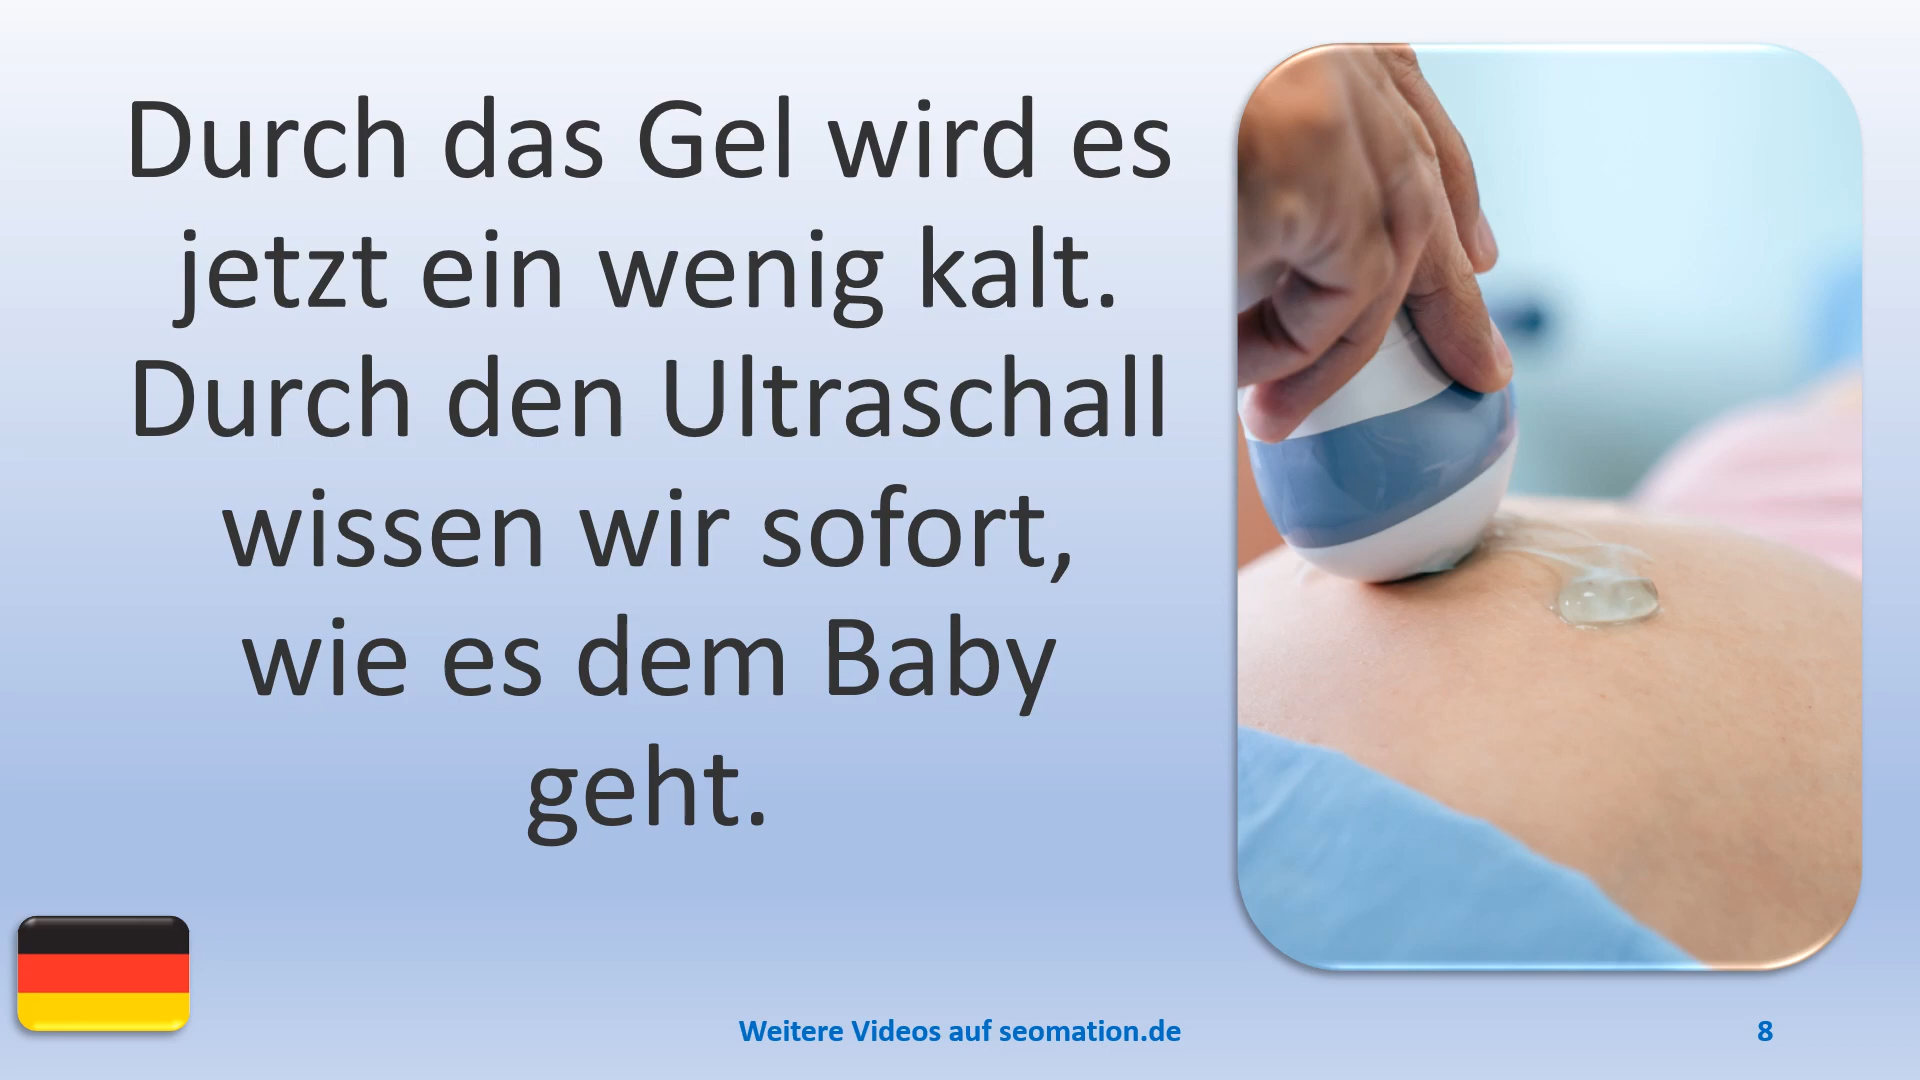 Durch das Gel wird es
jetzt ein wenig kalt.
Durch den Ultraschall
wissen wir sofort,
wie es dem Baby
geht.
Weitere Videos auf seomation.de
8